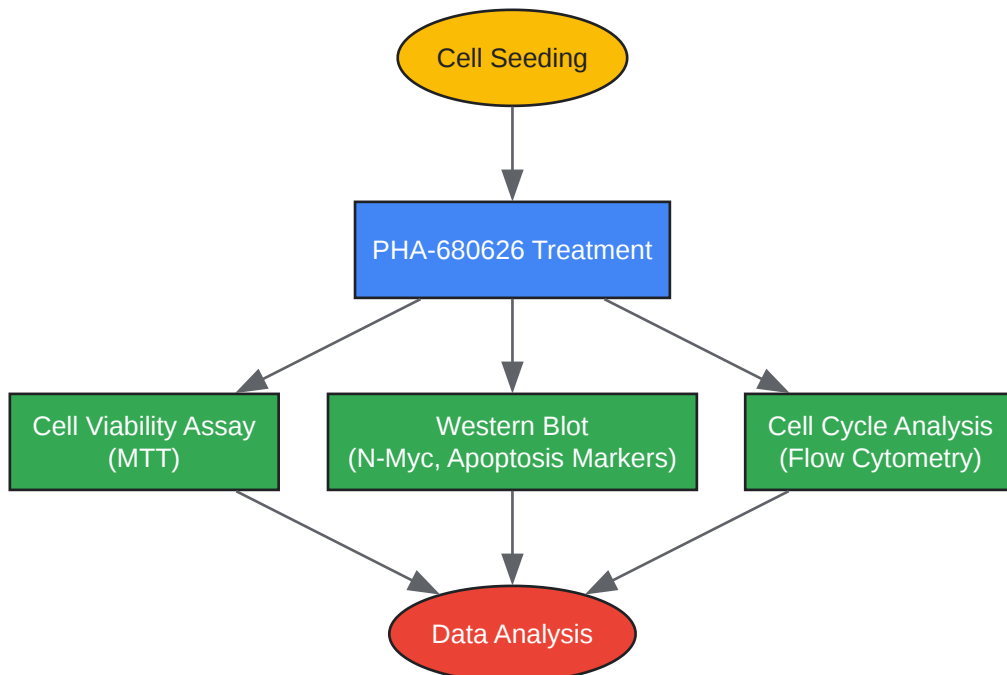 Cell Seeding
PHA-680626 Treatment
Cell Viability Assay
(MTT)
Western Blot
(N-Myc, Apoptosis Markers)
Cell Cycle Analysis
(Flow Cytometry)
Data Analysis